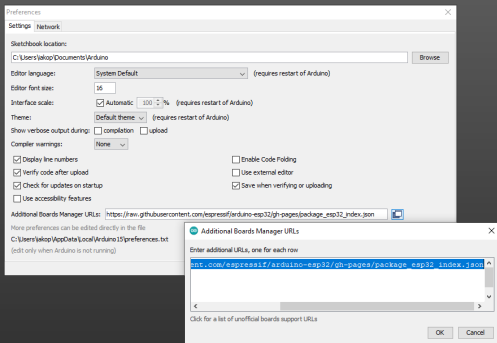 Preferences
Settings Network
Sketchbook location:
C:\Users\akop\Documents\Arduino
Browse
Editor language: System Default (requires restart of Arduino)
Editor font size: 16
Interface scale: Automatic 100 % (requires restart of Arduino)
Theme: Default theme (requires restart of Arduino)
Show verbose output during: compilation upload
Compiler warnings: None
Display line numbers Enable Code Folding
Verify code after upload Use external editor
Check for updates on startup Save when verifying or uploading
Use accessibility features
Additional Boards Manager URLs: https://raw.githubusercontent.com/espressif/arduino-esp32/gh-pages/package_esp32_index.json
More preferences can be edited directly in the file
C:\Users\akop\AppData\Local\Arduino15\preferences.txt
(edit only when Arduino is not running)
Additional Boards Manager URLs
Enter additional URLs, one for each row
ent.com/espressif/arduino-esp32/gh-pages/package_esp32_index.json
Click for a list of unofficial boards support URLs
OK Cancel